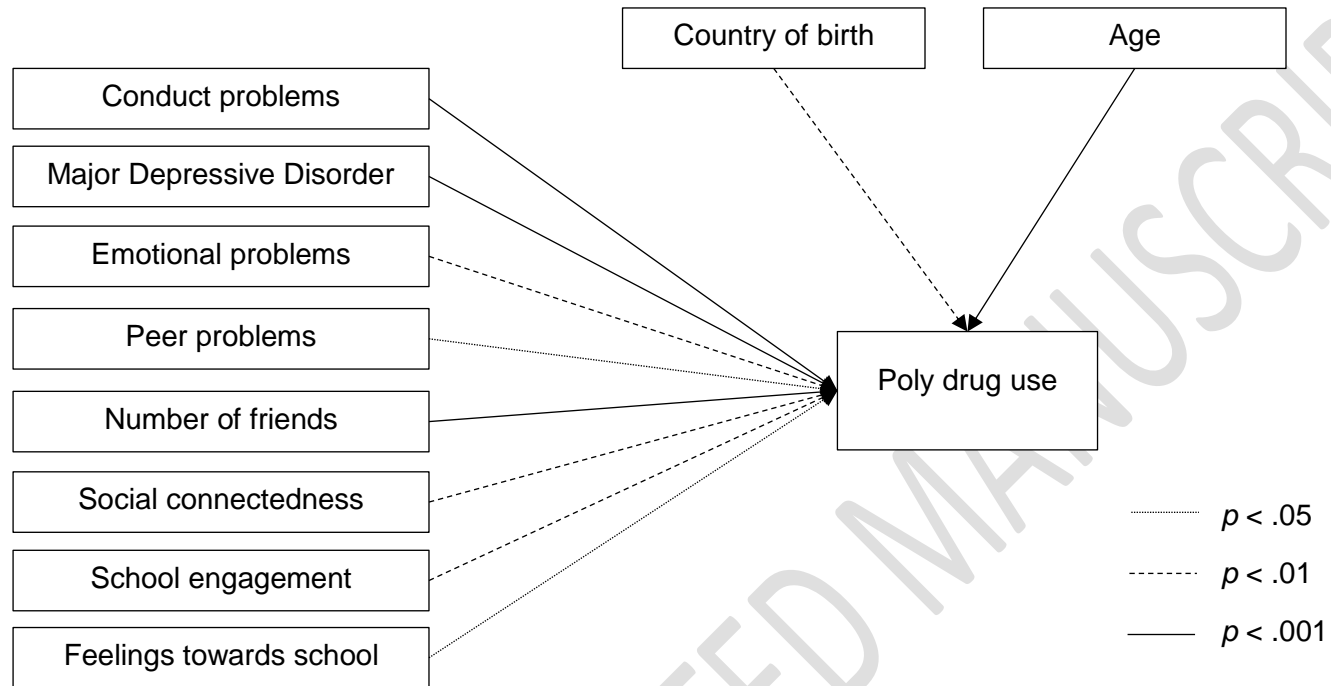 Country of birth
Age
Conduct problems
Major Depressive Disorder
Emotional problems
Peer problems
Number of friends
Social connectedness
School engagement
Feelings towards school
Poly drug use
p < .05
p < .01
p < .001